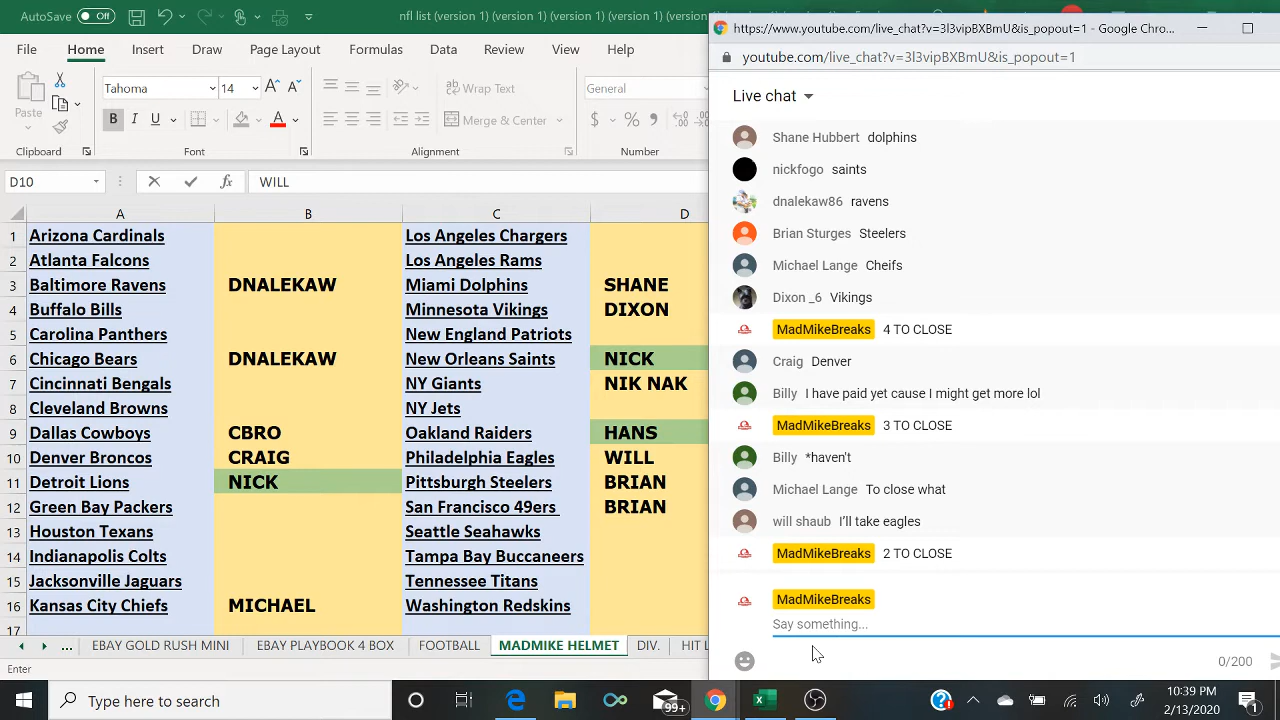 AutoSave Off nfl list (version 1) (version 1) (version 1) (version 1) (version 1)
File Home Insert Draw Page Layout Formulas Data Review View Help
Paste Tahoma 14 A A ab Wrap Text General
B I U A Merge & Center $ %
Clipboard Font Alignment Number
D10 fx WILL
A B C D
1 Arizona Cardinals Los Angeles Chargers
2 Atlanta Falcons Los Angeles Rams
3 Baltimore Ravens DNALEKAW Miami Dolphins SHANE
4 Buffalo Bills Minnesota Vikings DIXON
5 Carolina Panthers New England Patriots
6 Chicago Bears DNALEKAW New Orleans Saints NICK
7 Cincinnati Bengals NY Giants NIK NAK
8 Cleveland Browns NY Jets
9 Dallas Cowboys CBRO Oakland Raiders HANS
10 Denver Broncos CRAIG Philadelphia Eagles WILL
11 Detroit Lions NICK Pittsburgh Steelers BRIAN
12 Green Bay Packers San Francisco 49ers BRIAN
13 Houston Texans Seattle Seahawks
14 Indianapolis Colts Tampa Bay Buccaneers
15 Jacksonville Jaguars Tennessee Titans
16 Kansas City Chiefs MICHAEL Washington Redskins
17
... EBAY GOLD RUSH MINI EBAY PLAYBOOK 4 BOX FOOTBALL MADMIKE HELMET DIV. HIT L
Enter
https://www.youtube.com/live_chat?v=3l3vipBXBmU&is_popout=1 - Google Chro...
youtube.com/live_chat?v=3l3vipBXBmU&is_popout=1
Live chat
Shane Hubbert dolphins
nickfogo saints
dnalekaw86 ravens
Brian Sturges Steelers
Michael Lange Cheifs
Dixon _6 Vikings
MadMikeBreaks 4 TO CLOSE
Craig Denver
Billy I have paid yet cause I might get more lol
MadMikeBreaks 3 TO CLOSE
Billy *haven't
Michael Lange To close what
will shaub I'll take eagles
MadMikeBreaks 2 TO CLOSE
MadMikeBreaks
Say something...
0/200
Type here to search
99+
10:39 PM
2/13/2020
1